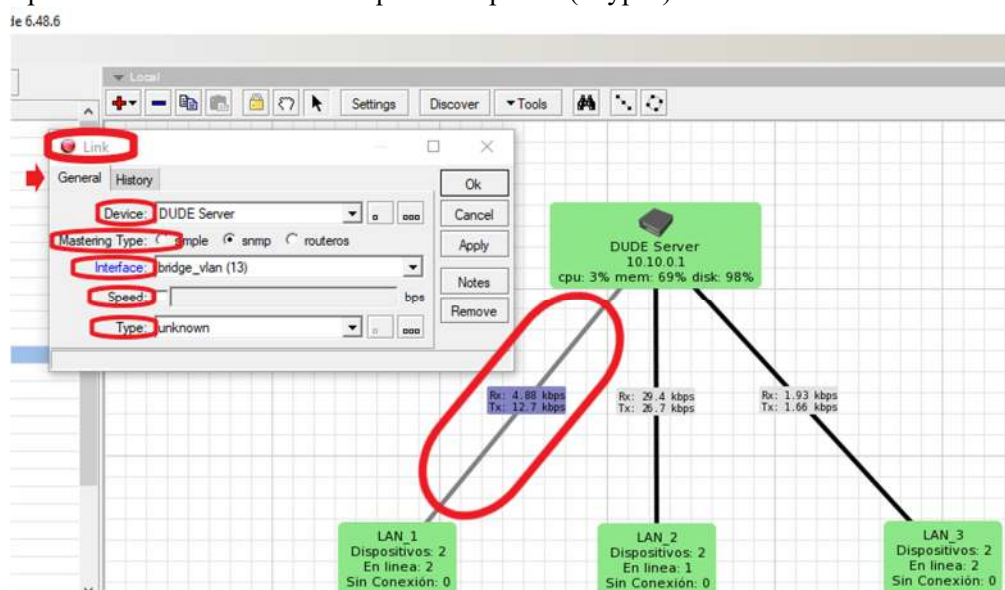 de 6.48.6
Local
Settings Discover Tools
Link
General History
Ok
Device: DUDE Server
Cancel
Mastering Type: simple snmp routeros
Apply
Interface: bridge_vlan (13)
Notes
Speed: bps
Remove
Type: unknown
DUDE Server
10.10.0.1
cpu: 3% mem: 69% disk: 98%
Rx: 4.88 kbps
Tx: 12.7 kbps
Rx: 29.4 kbps
Tx: 26.7 kbps
Rx: 1.93 kbps
Tx: 1.66 kbps
LAN_1
Dispositivos: 2
En linea: 2
Sin Conexión: 0
LAN_2
Dispositivos: 2
En linea: 1
Sin Conexión: 0
LAN_3
Dispositivos: 2
En linea: 2
Sin Conexión: 0